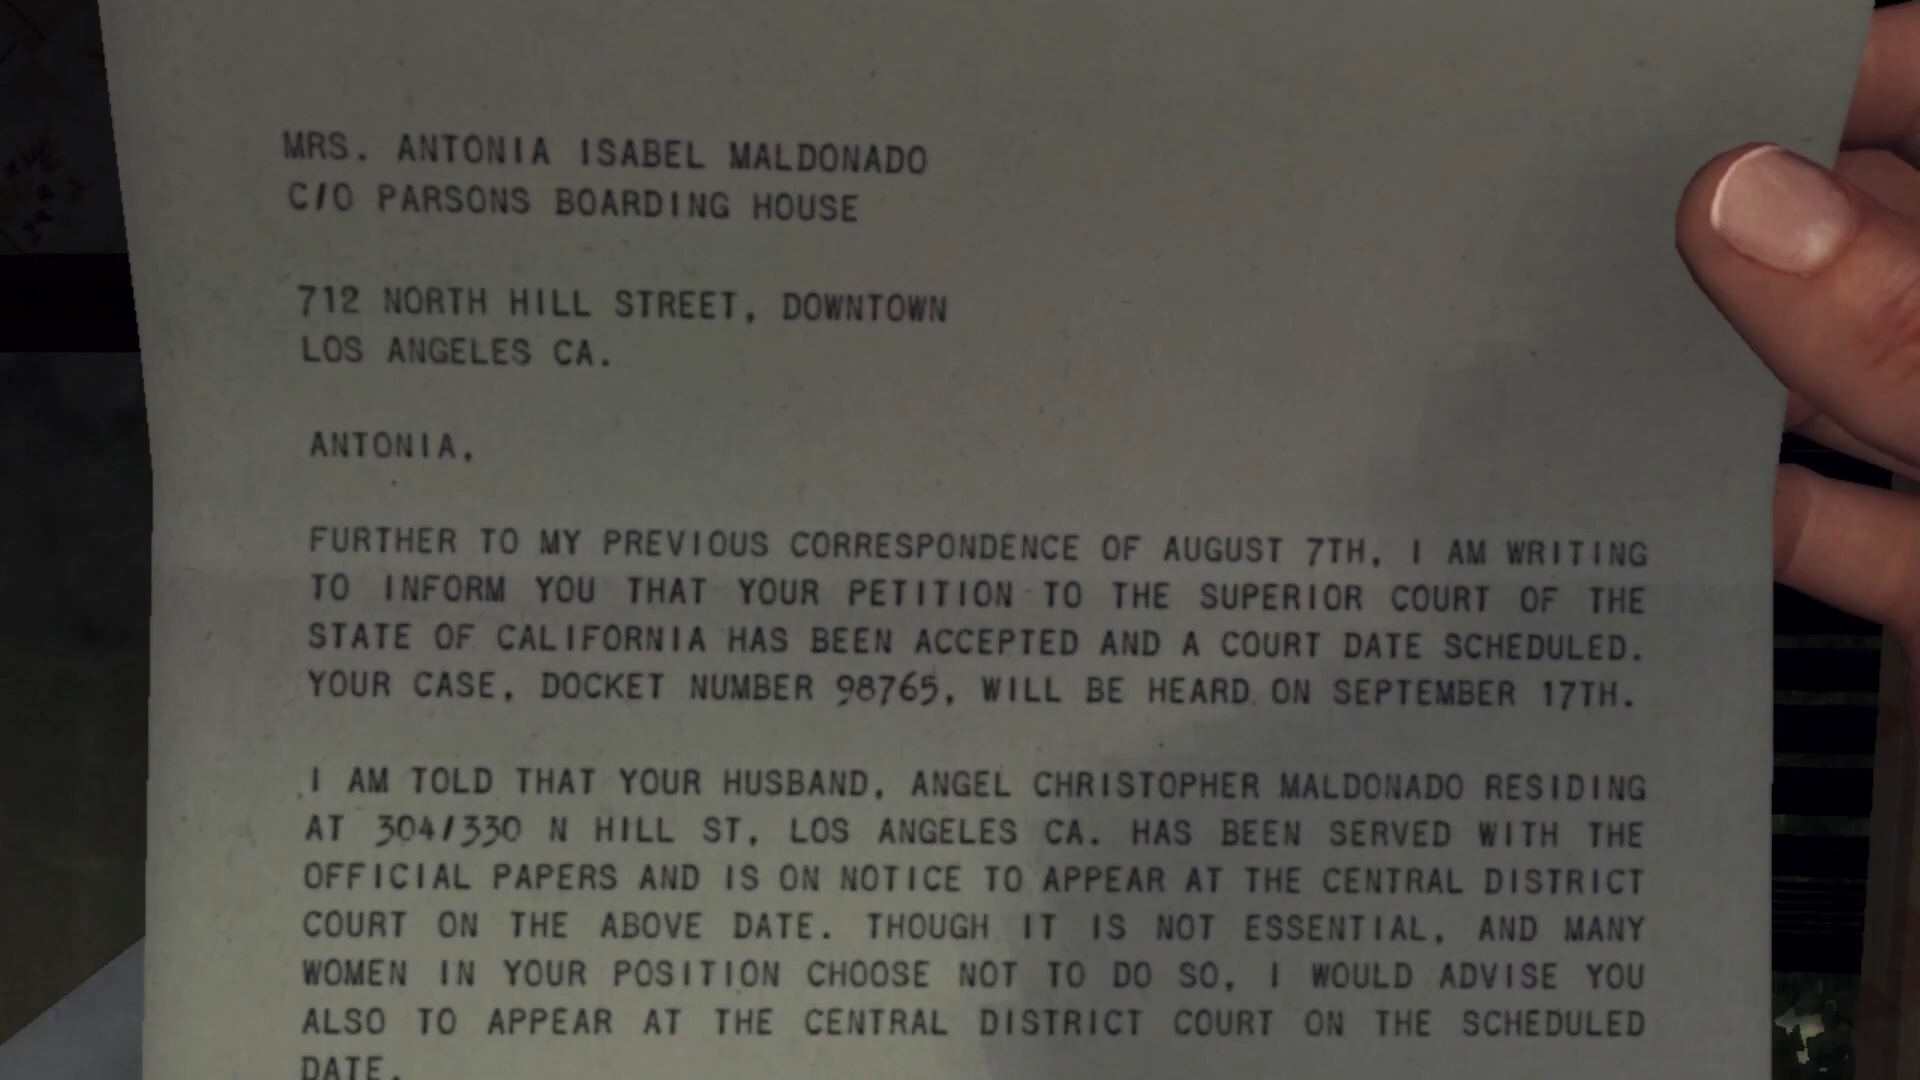 MRS. ANTONIA ISABEL MALDONADO
C/O PARSONS BOARDING HOUSE
712 NORTH HILL STREET, DOWNTOWN
LOS ANGELES CA.
ANTONIA,
FURTHER TO MY PREVIOUS CORRESPONDENCE OF AUGUST 7TH, I AM WRITING
TO INFORM YOU THAT YOUR PETITION TO THE SUPERIOR COURT OF THE
STATE OF CALIFORNIA HAS BEEN ACCEPTED AND A COURT DATE SCHEDULED.
YOUR CASE, DOCKET NUMBER 98765, WILL BE HEARD ON SEPTEMBER 17TH.
I AM TOLD THAT YOUR HUSBAND, ANGEL CHRISTOPHER MALDONADO RESIDING
AT 304/330 N HILL ST, LOS ANGELES CA. HAS BEEN SERVED WITH THE
OFFICIAL PAPERS AND IS ON NOTICE TO APPEAR AT THE CENTRAL DISTRICT
COURT ON THE ABOVE DATE. THOUGH IT IS NOT ESSENTIAL, AND MANY
WOMEN IN YOUR POSITION CHOOSE NOT TO DO SO, I WOULD ADVISE YOU
ALSO TO APPEAR AT THE CENTRAL DISTRICT COURT ON THE SCHEDULED
DATE.